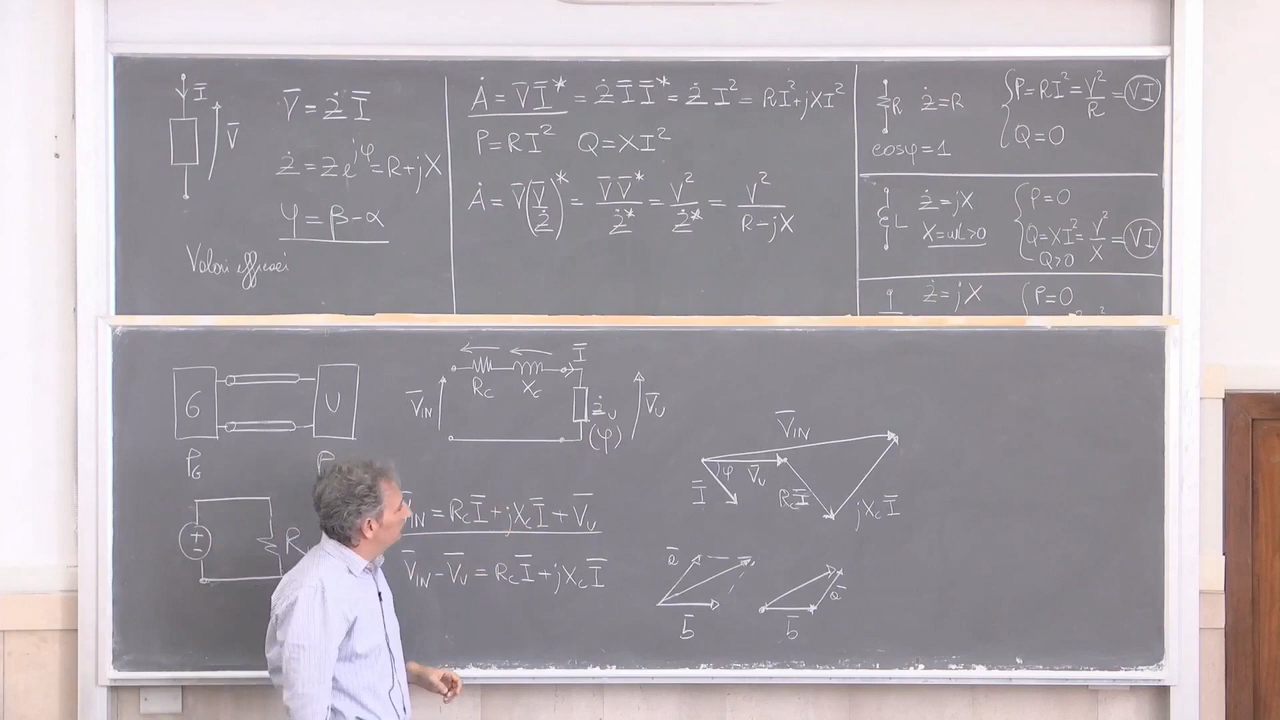 I̅
V̅
V̅ = Ż I̅
Ż = Z e^{jφ} = R + jX
φ = β − α
Valori efficaci
Ȧ = V̅ I̅* = Ż I̅ I̅* = Ż I² = RI² + jXI²
P = RI² Q = XI²
Ȧ = V̅ (V̅/Ż)* = V̅ V̅*/Ż* = V²/Ż* = V²/(R − jX)
R Ż = R
cosφ = 1
P = RI² = V²/R = VI
Q = 0
L Ż = jX
X = ωL > 0
P = 0
Q = XI² = V²/X = VI
Q > 0
Ż = jX
P = 0
G U
P_G
R
V̅_IN
R_C X_C
I̅
Ż_U
(φ)
V̅_U
V̅_IN = R_C I̅ + jX_C I̅ + V̅_U
V̅_IN − V̅_U = R_C I̅ + jX_C I̅
V̅_IN
φ V̅_U
I̅
R_C I̅
jX_C I̅
a̅
b̅
a̅
b̅